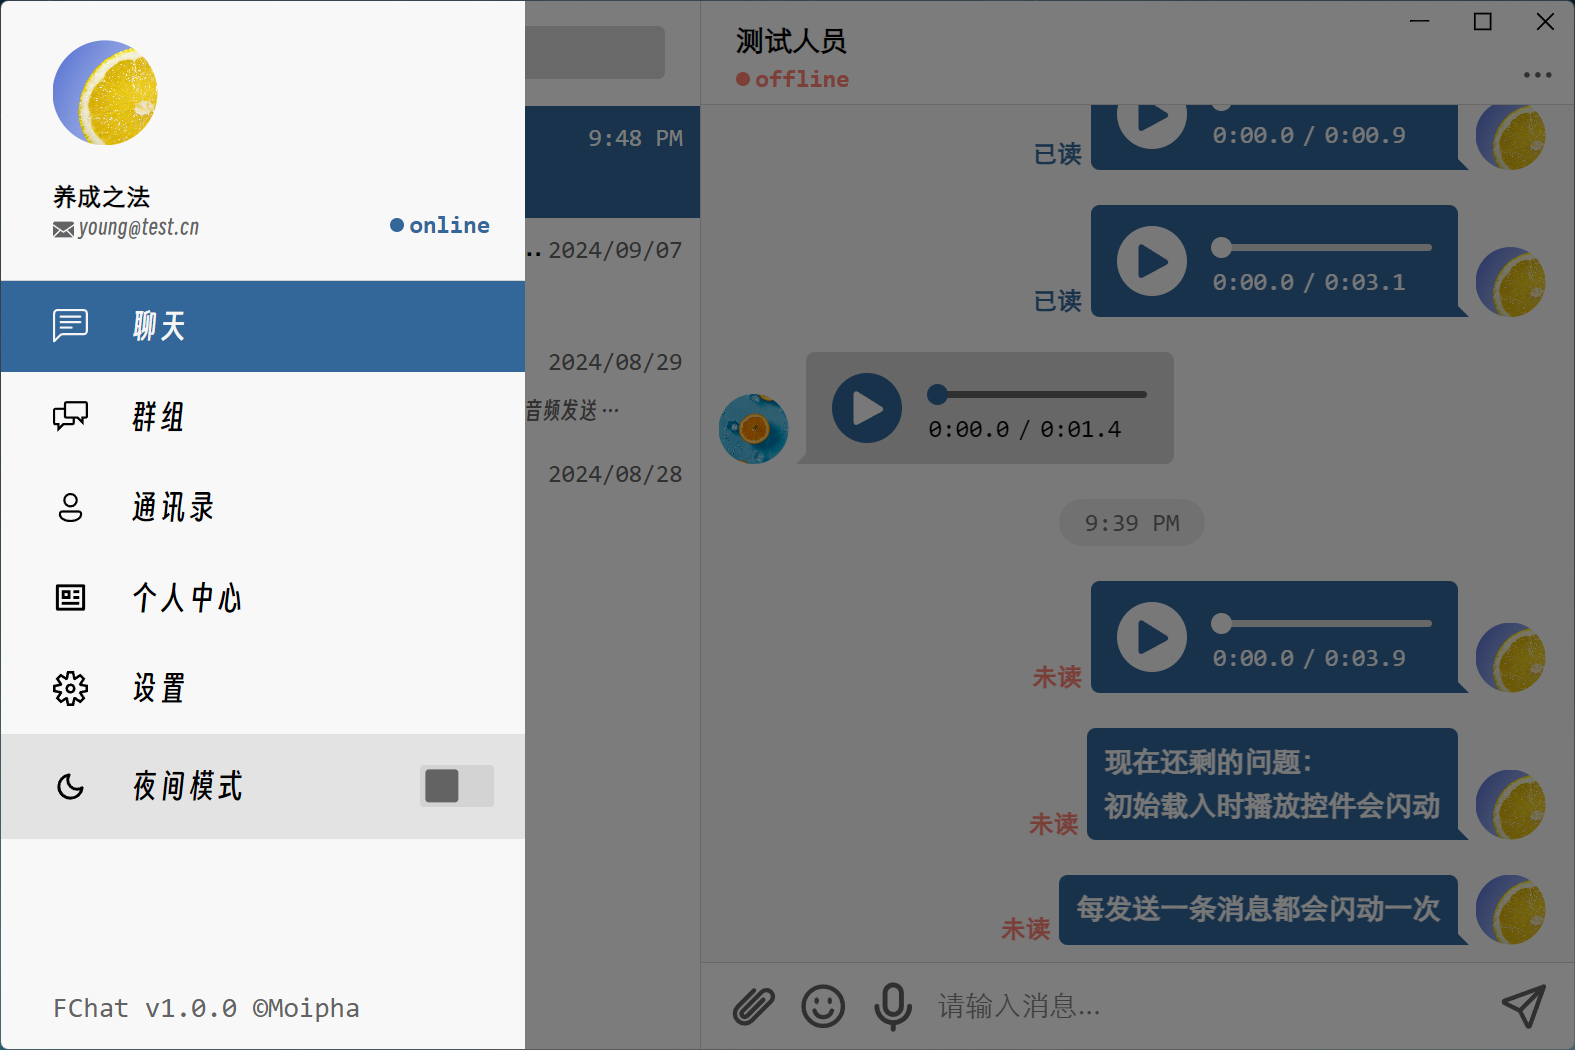 养成之法
young@test.cn
online
聊天
群组
通讯录
个人中心
设置
夜间模式
FChat v1.0.0 ©Moipha
9:48 PM
.. 2024/09/07
2024/08/29
音频发送 ...
2024/08/28
测试人员
offline
已读
0:00.0 / 0:00.9
已读
0:00.0 / 0:03.1
0:00.0 / 0:01.4
9:39 PM
未读
0:00.0 / 0:03.9
现在还剩的问题：
初始载入时播放控件会闪动
未读
每发送一条消息都会闪动一次
未读
请输入消息...